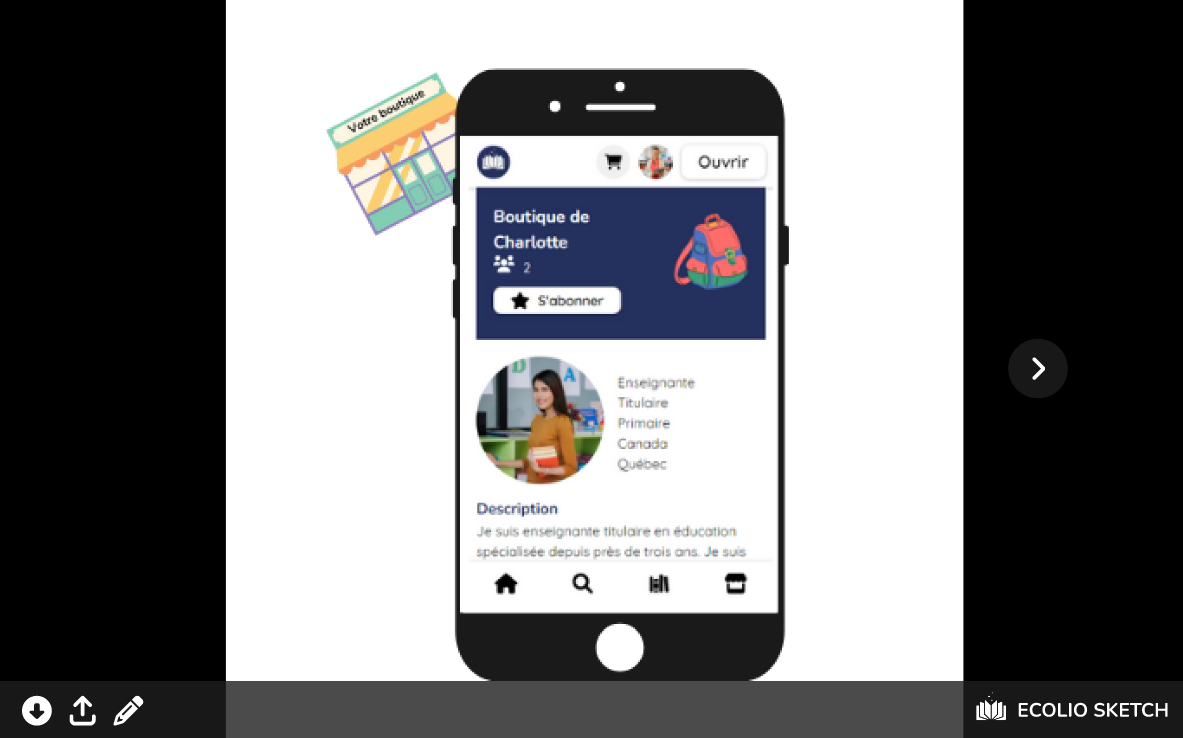 Votre boutique
Ouvrir
Boutique de
Charlotte
2
S'abonner
D
A
Enseignante
Titulaire
Primaire
Canada
Québec
Description
Je suis enseignante titulaire en éducation
spécialisée depuis près de trois ans. Je suis
ECOLIO SKETCH